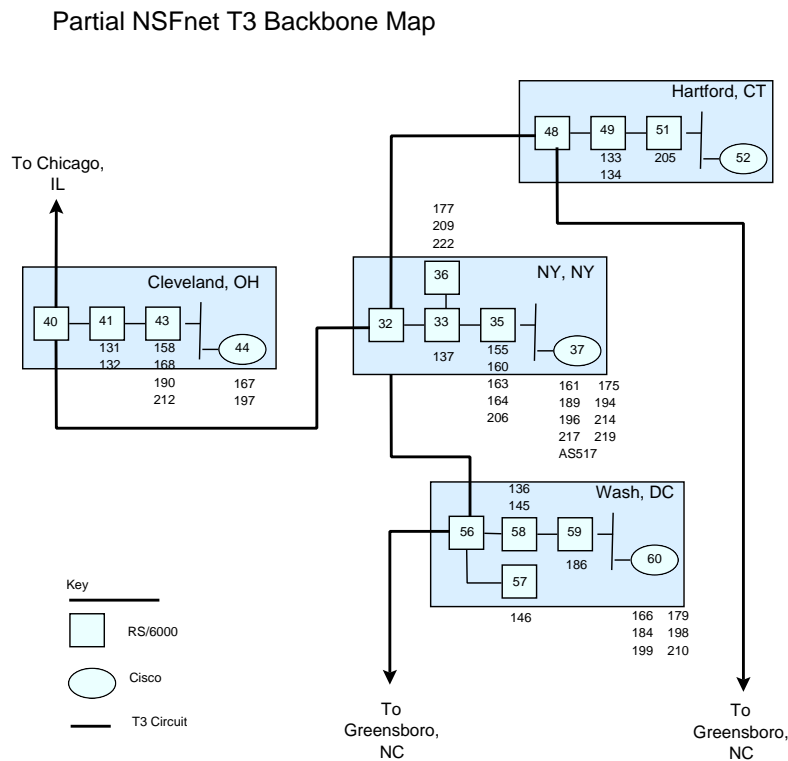 Partial NSFnet T3 Backbone Map
Hartford, CT
48
49
51
52
133
134
205
To Chicago,
IL
177
209
222
Cleveland, OH
40
41
43
44
131
132
158
168
190
212
167
197
NY, NY
36
32
33
35
37
137
155
160
163
164
206
161 175
189 194
196 214
217 219
AS517
Wash, DC
136
145
56
58
59
60
57
186
146
166 179
184 198
199 210
Key
RS/6000
Cisco
T3 Circuit
To
Greensboro,
NC
To
Greensboro,
NC